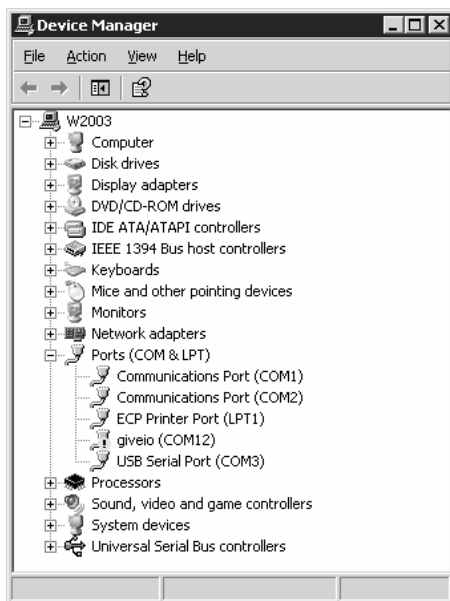 Device Manager
File Action View Help
W2003
Computer
Disk drives
Display adapters
DVD/CD-ROM drives
IDE ATA/ATAPI controllers
IEEE 1394 Bus host controllers
Keyboards
Mice and other pointing devices
Monitors
Network adapters
Ports (COM & LPT)
Communications Port (COM1)
Communications Port (COM2)
ECP Printer Port (LPT1)
giveio (COM12)
USB Serial Port (COM3)
Processors
Sound, video and game controllers
System devices
Universal Serial Bus controllers